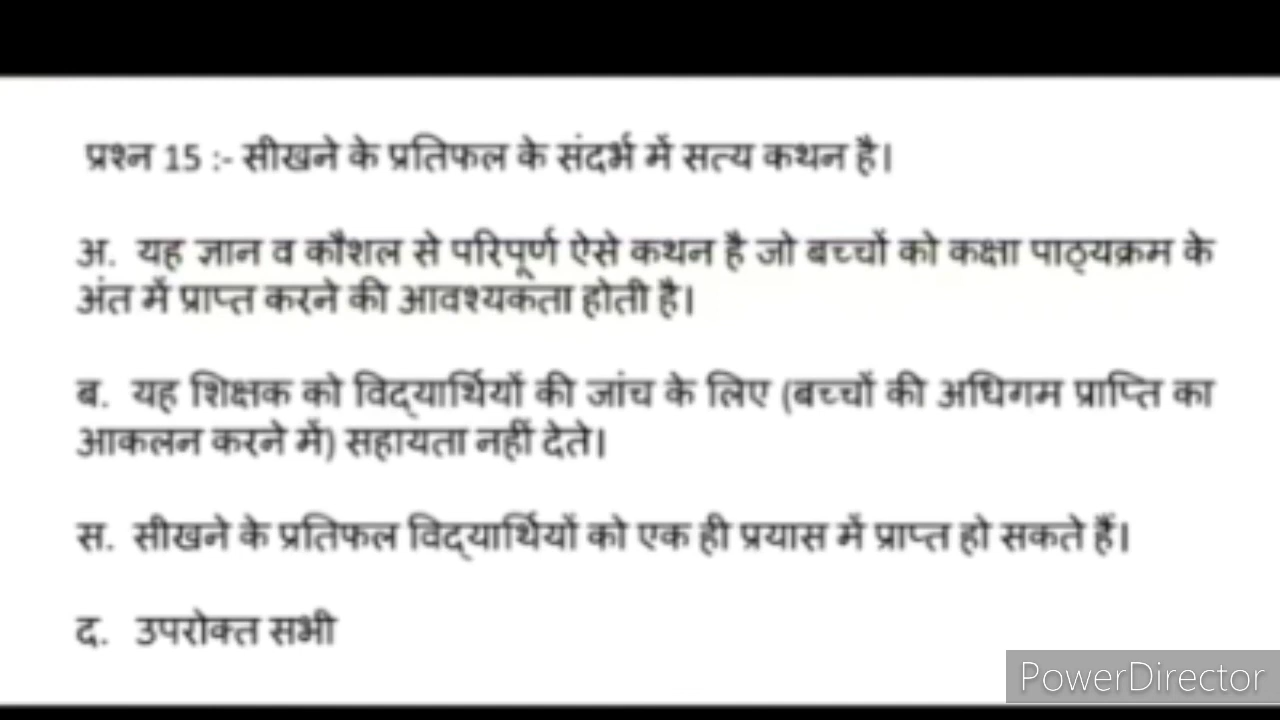 प्रश्न 15 :- सीखने के प्रतिफल के संदर्भ में सत्य कथन है।
अ. यह ज्ञान व कौशल से परिपूर्ण ऐसे कथन है जो बच्चों को कक्षा पाठ्यक्रम के
अंत में प्राप्त करने की आवश्यकता होती है।
ब. यह शिक्षक को विद्यार्थियों की जांच के लिए (बच्चों की अधिगम प्राप्ति का
आकलन करने में) सहायता नहीं देते।
स. सीखने के प्रतिफल विद्यार्थियों को एक ही प्रयास में प्राप्त हो सकते हैं।
द. उपरोक्त सभी
PowerDirector